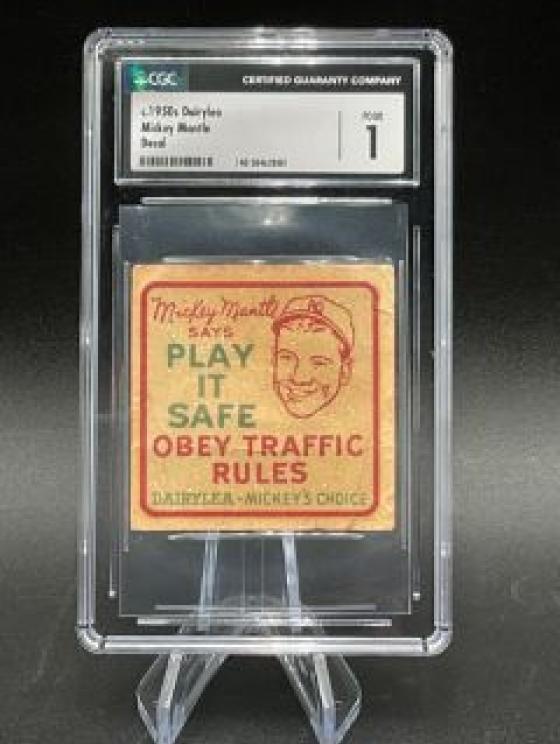 CGC
CERTIFIED GUARANTY COMPANY
c.1950s Dairylea
Mickey Mantle
Decal
POOR
1
Mickey Mantle
SAYS
PLAY
IT
SAFE
OBEY TRAFFIC
RULES
DAIRYLEA - MICKEY'S CHOICE